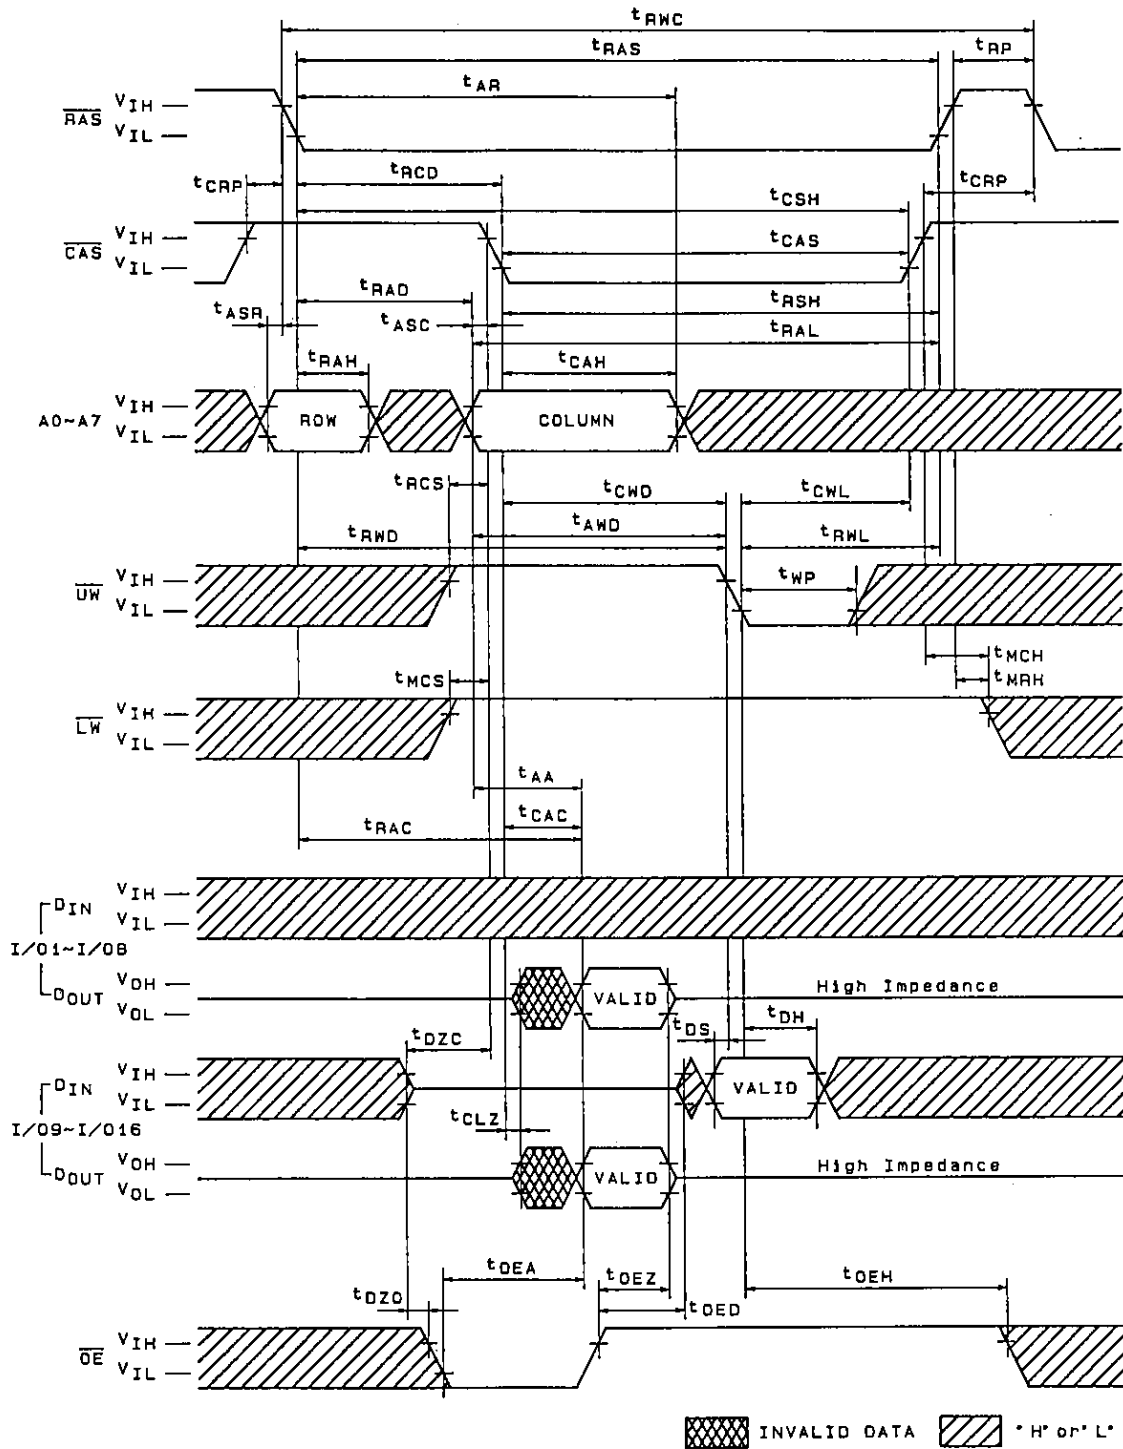 tRWC
tRAS
tRP
tAR
RAS
VIH
VIL
tCRP
tRCD
tCRP
tCSH
CAS
VIH
VIL
tCAS
tRAD
tRSH
tASR
tASC
tRAL
tRAH
tCAH
A0~A7
VIH
VIL
ROW
COLUMN
tRCS
tCWD
tCWL
tRWD
tAWD
tRWL
UW
VIH
VIL
tWP
tMCH
tMCS
tMRH
LW
VIH
VIL
tAA
tCAC
tRAC
DIN
VIH
VIL
I/O1~I/O8
DOUT
VOH
VOL
VALID
High Impedance
tDZC
tDS
tDH
DIN
VIH
VIL
VALID
I/O9~I/O16
tCLZ
DOUT
VOH
VOL
VALID
High Impedance
tOEA
tOEZ
tOEH
tDZO
tOED
OE
VIH
VIL
INVALID DATA
"H" or "L"